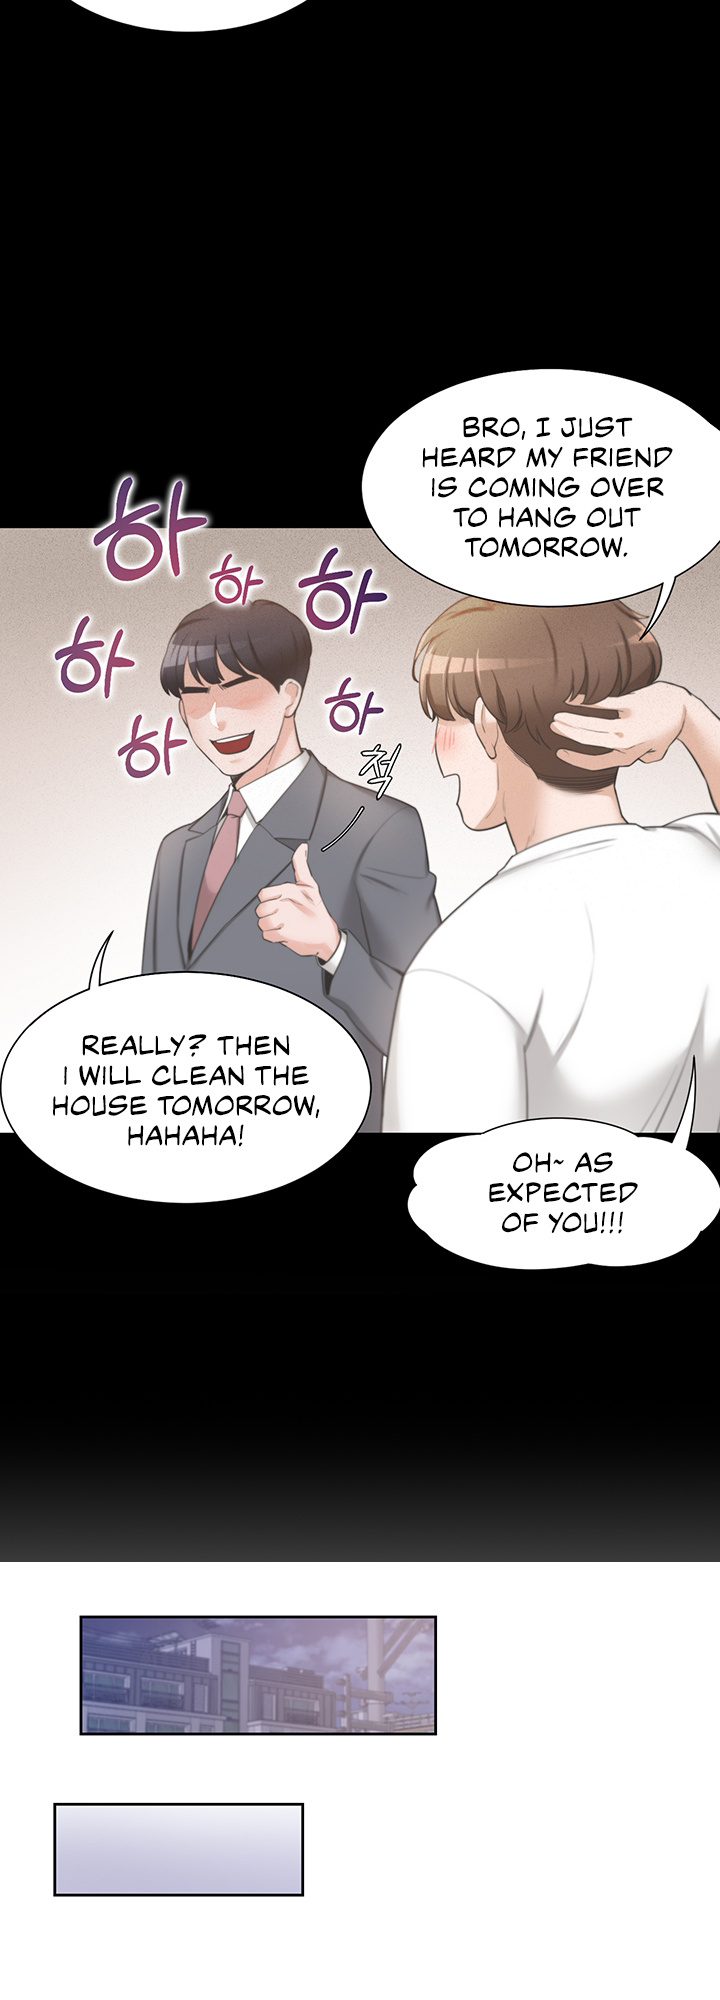 BRO, I JUST
HEARD MY FRIEND
IS COMING OVER
TO HANG OUT
TOMORROW.
하
하
하
하
하
하
척
REALLY? THEN
I WILL CLEAN THE
HOUSE TOMORROW,
HAHAHA!
OH~ AS
EXPECTED
OF YOU!!!